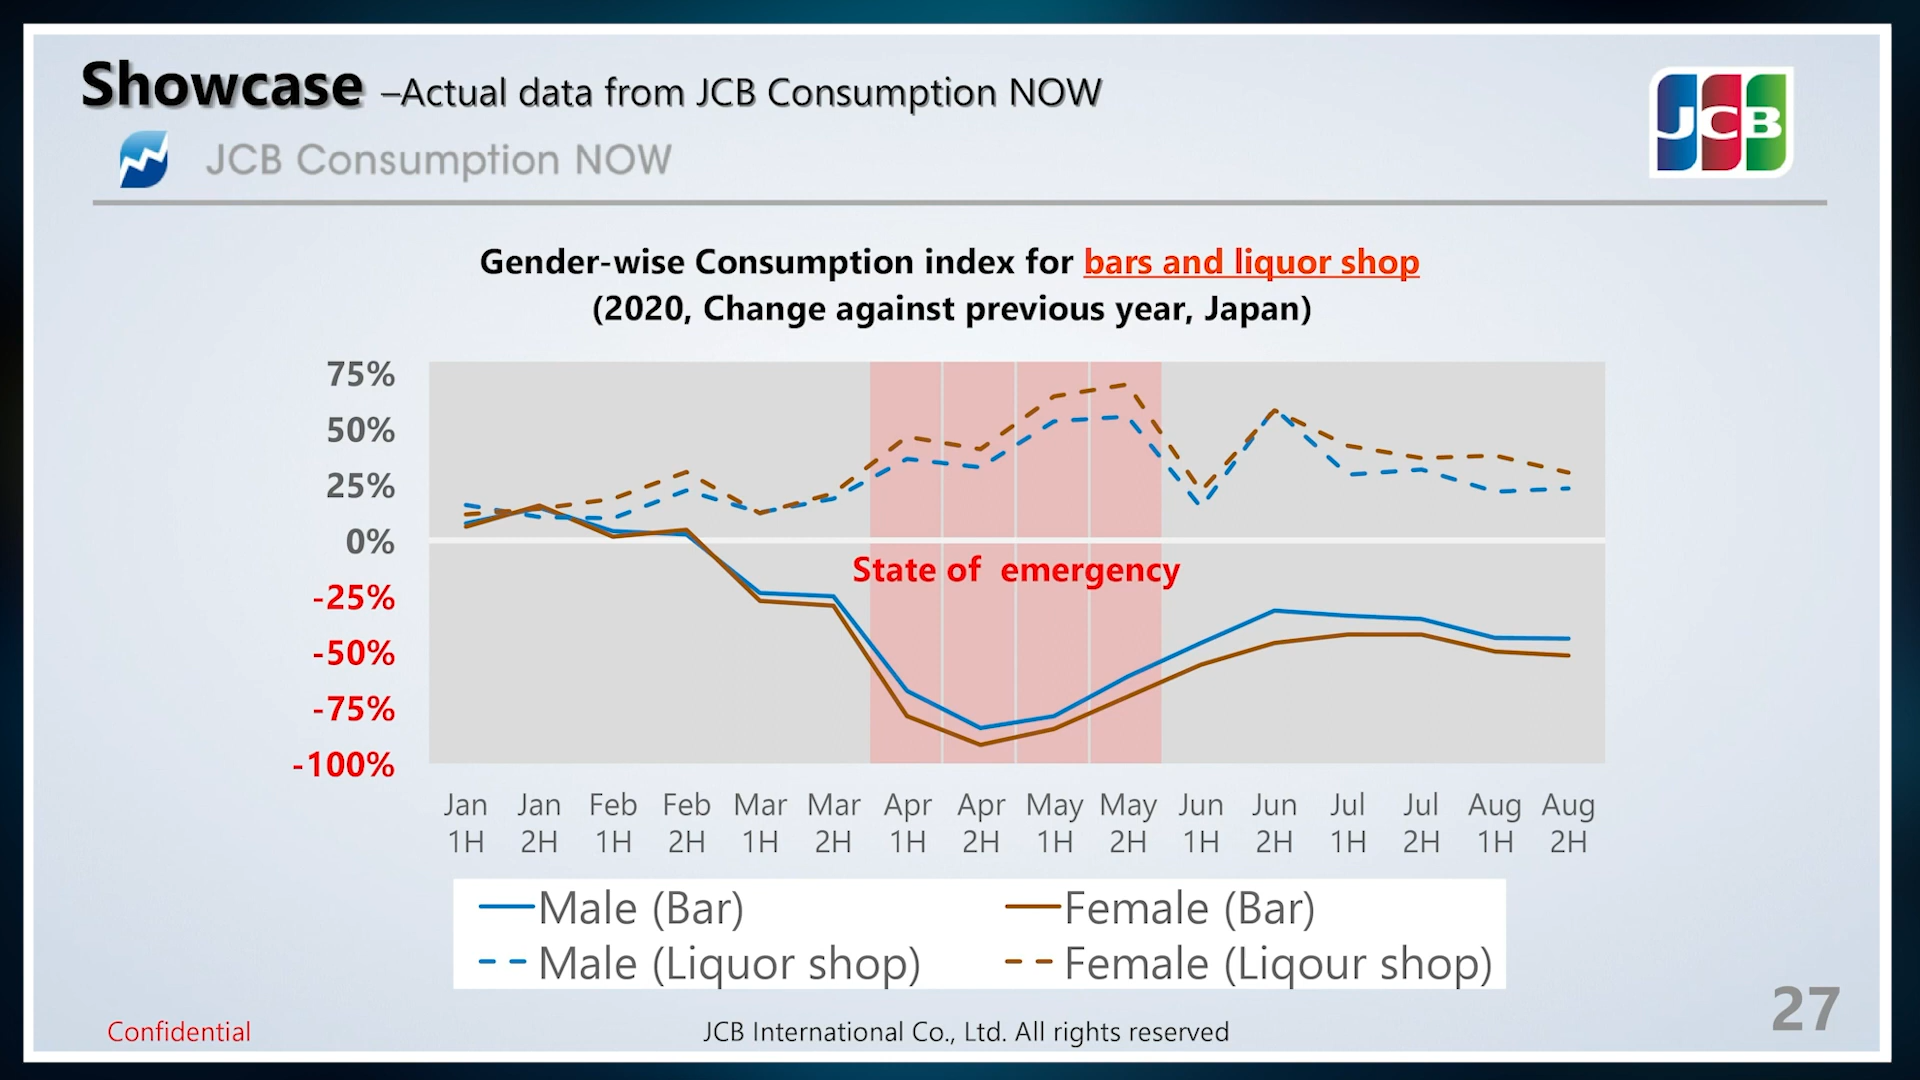 Showcase –Actual data from JCB Consumption NOW
JCB
JCB Consumption NOW
Gender-wise Consumption index for bars and liquor shop
(2020, Change against previous year, Japan)
75%
50%
25%
0%
-25%
-50%
-75%
-100%
State of emergency
Jan Jan Feb Feb Mar Mar Apr Apr May May Jun Jun Jul Jul Aug Aug
1H 2H 1H 2H 1H 2H 1H 2H 1H 2H 1H 2H 1H 2H 1H 2H
Male (Bar) Female (Bar)
Male (Liquor shop) Female (Liqour shop)
27
Confidential JCB International Co., Ltd. All rights reserved